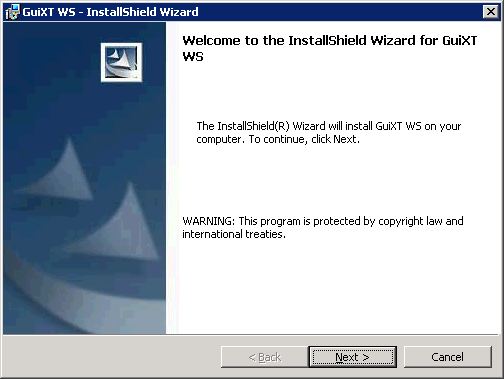 GuiXT WS - InstallShield Wizard
Welcome to the InstallShield Wizard for GuiXT
WS
The InstallShield(R) Wizard will install GuiXT WS on your
computer. To continue, click Next.
WARNING: This program is protected by copyright law and
international treaties.
< Back
Next >
Cancel